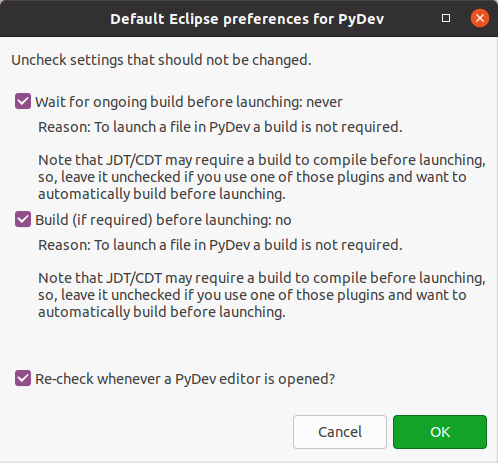 Default Eclipse preferences for PyDev
Uncheck settings that should not be changed.
Wait for ongoing build before launching: never
Reason: To launch a file in PyDev a build is not required.
Note that JDT/CDT may require a build to compile before launching,
so, leave it unchecked if you use one of those plugins and want to
automatically build before launching.
Build (if required) before launching: no
Reason: To launch a file in PyDev a build is not required.
Note that JDT/CDT may require a build to compile before launching,
so, leave it unchecked if you use one of those plugins and want to
automatically build before launching.
Re-check whenever a PyDev editor is opened?
Cancel OK